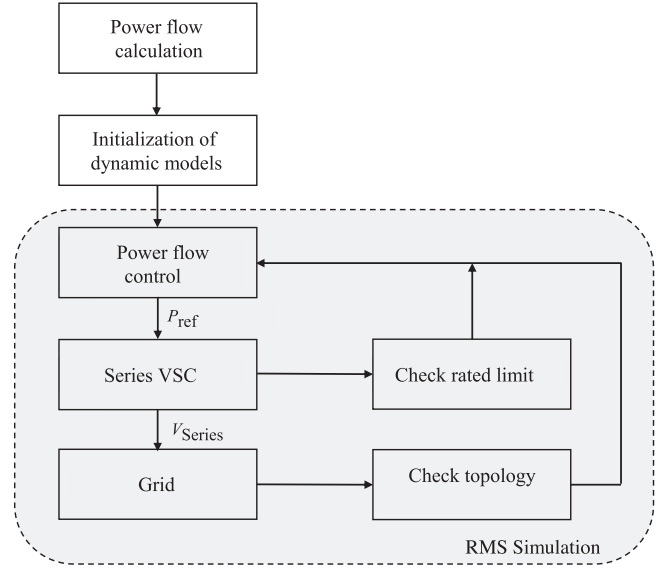 Power flow
calculation
Initialization of
dynamic models
Power flow
control
P_ref
Series VSC
Check rated limit
V_Series
Grid
Check topology
RMS Simulation